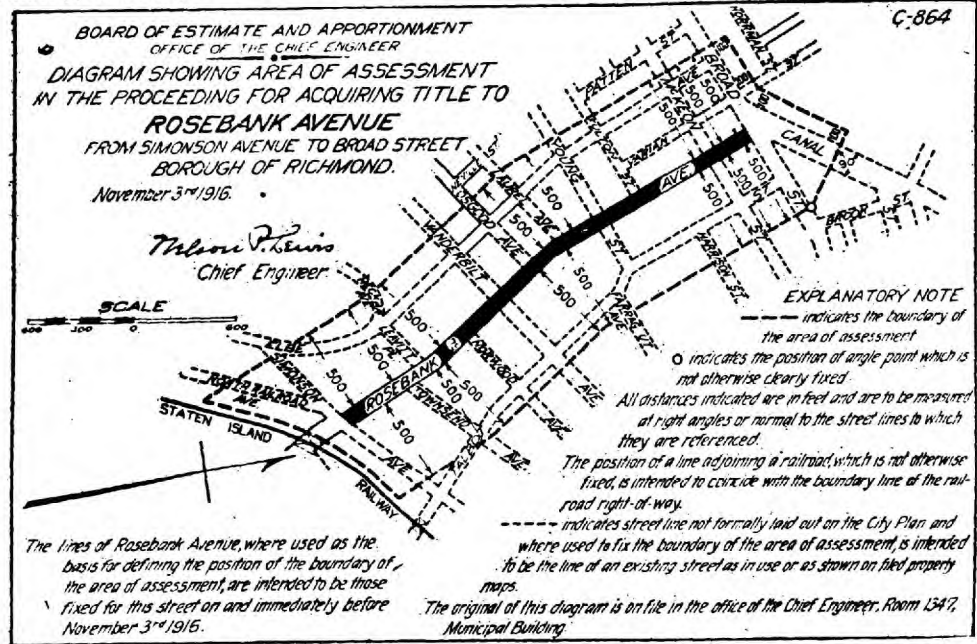 C-864
BOARD OF ESTIMATE AND APPORTIONMENT
OFFICE OF THE CHIEF ENGINEER
DIAGRAM SHOWING AREA OF ASSESSMENT
IN THE PROCEEDING FOR ACQUIRING TITLE TO
ROSEBANK AVENUE
FROM SIMONSON AVENUE TO BROAD STREET
BOROUGH OF RICHMOND.
November 3rd 1916.
Nelson P. Lewis
Chief Engineer
SCALE
600 300 0 600
BROAD
CANAL
ST.
ST.
YOUNG
ST.
HARRISON ST.
OSGOOD
AVE
VANDERBILT
AVE.
ROSEBANK
AVE.
500
500
500
500
500
500
500
500
500
500
AVE.
STATEN ISLAND
RAILWAY
EXPLANATORY NOTE
indicates the boundary of
the area of assessment
indicates the position of angle point which is
not otherwise clearly fixed.
All distances indicated are in feet and are to be measured
at right angles or normal to the street lines to which
they are referenced.
The position of a line adjoining a railroad, which is not otherwise
fixed, is intended to coincide with the boundary line of the rail-
road right-of-way.
indicates street line not formally laid out on the City Plan and
where used to fix the boundary of the area of assessment, is intended
to be the line of an existing street as in use or as shown on filed property
maps.
The original of this diagram is on file in the office of the Chief Engineer, Room 1347,
Municipal Building.
The lines of Rosebank Avenue, where used as the
basis for defining the position of the boundary of
the area of assessment, are intended to be those
fixed for this street on and immediately before
November 3rd 1916.